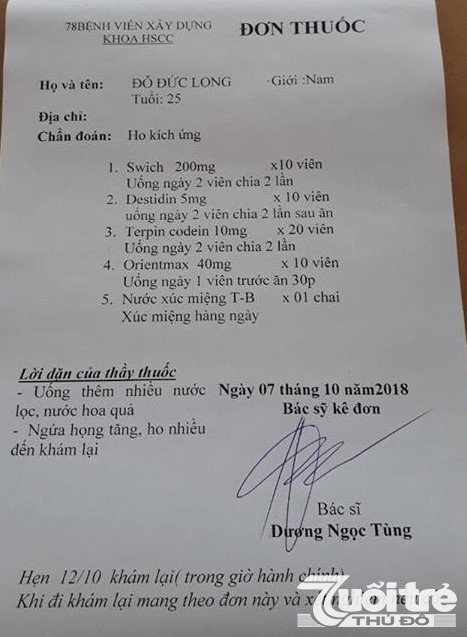 78BỆNH VIỆN XÂY DỰNG
KHOA HSCC
ĐƠN THUỐC
Họ và tên: ĐỖ ĐỨC LONG -Giới :Nam
Tuổi: 25
Địa chỉ:
Chẩn đoán: Ho kích ứng
1. Swich 200mg x10 viên
Uống ngày 2 viên chia 2 lần
2. Destidin 5mg x 10 viên
uống ngày 2 viên chia 2 lần sau ăn
3. Terpin codein 10mg x 20 viên
Uống ngày 2 viên chia 2 lần
4. Orientmax 40mg x 10 viên
Uống ngày 1 viên trước ăn 30p
5. Nước xúc miệng T-B x 01 chai
Xúc miệng hàng ngày
Lời dặn của thầy thuốc
- Uống thêm nhiều nước lọc, nước hoa quả
- Ngứa họng tăng, ho nhiều đến khám lại
Ngày 07 tháng 10 năm2018
Bác sỹ kê đơn
Bác sĩ
Dương Ngọc Tùng
Hẹn 12/10 khám lại( trong giờ hành chính)
Khi đi khám lại mang theo đơn này và
Tuổi trẻ
THỦ ĐÔ